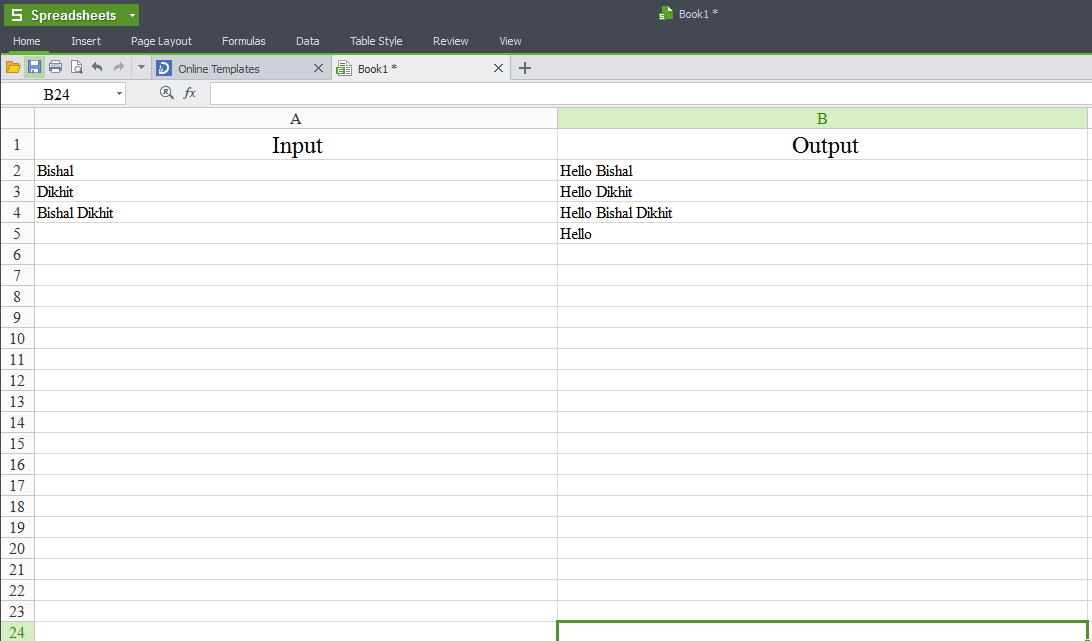 Spreadsheets
Book1 *
Home Insert Page Layout Formulas Data Table Style Review View
Online Templates Book1 *
B24 fx
A B
1 Input Output
2 Bishal Hello Bishal
3 Dikhit Hello Dikhit
4 Bishal Dikhit Hello Bishal Dikhit
5 Hello
6
7
8
9
10
11
12
13
14
15
16
17
18
19
20
21
22
23
24